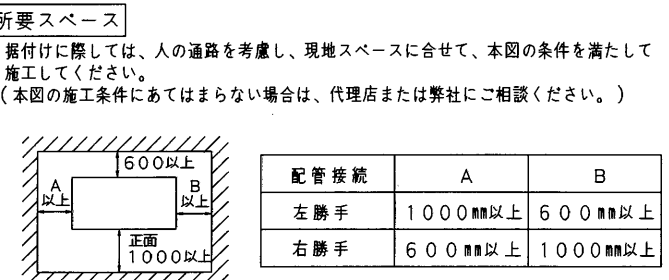 所要スペース
据付けに際しては、人の通路を考慮し、現地スペースに合せて、本図の条件を満たして
施工してください。
(本図の施工条件にあてはまらない場合は、代理店または弊社にご相談ください。)
600以上
A
以上
B
以上
正面
1000以上
配管接続 A B
左勝手 1000mm以上 600mm以上
右勝手 600mm以上 1000mm以上